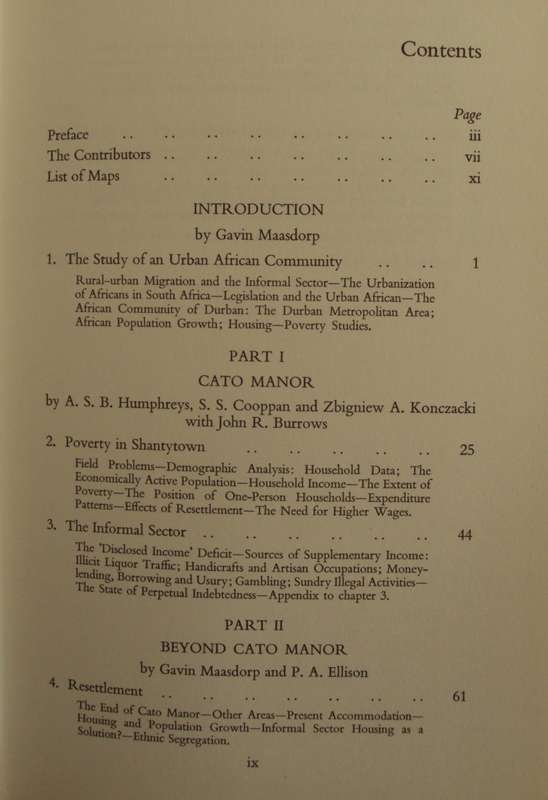 Contents
Page
Preface .. .. .. .. .. .. .. .. iii
The Contributors .. .. .. .. .. .. .. vii
List of Maps .. .. .. .. .. .. .. xi
INTRODUCTION
by Gavin Maasdorp
1. The Study of an Urban African Community .. .. 1
Rural-urban Migration and the Informal Sector—The Urbanization
of Africans in South Africa—Legislation and the Urban African—The
African Community of Durban: The Durban Metropolitan Area;
African Population Growth; Housing—Poverty Studies.
PART I
CATO MANOR
by A. S. B. Humphreys, S. S. Cooppan and Zbigniew A. Konczacki
with John R. Burrows
2. Poverty in Shantytown .. .. .. .. .. 25
Field Problems—Demographic Analysis: Household Data; The
Economically Active Population—Household Income—The Extent of
Poverty—The Position of One-Person Households—Expenditure
Patterns—Effects of Resettlement—The Need for Higher Wages.
3. The Informal Sector .. .. .. .. .. .. 44
The 'Disclosed Income' Deficit—Sources of Supplementary Income:
Illicit Liquor Traffic; Handicrafts and Artisan Occupations; Money-
lending, Borrowing and Usury; Gambling; Sundry Illegal Activities—
The State of Perpetual Indebtedness—Appendix to chapter 3.
PART II
BEYOND CATO MANOR
by Gavin Maasdorp and P. A. Ellison
4. Resettlement .. .. .. .. .. .. .. 61
The End of Cato Manor—Other Areas—Present Accommodation—
Housing and Population Growth—Informal Sector Housing as a
Solution?—Ethnic Segregation.
ix